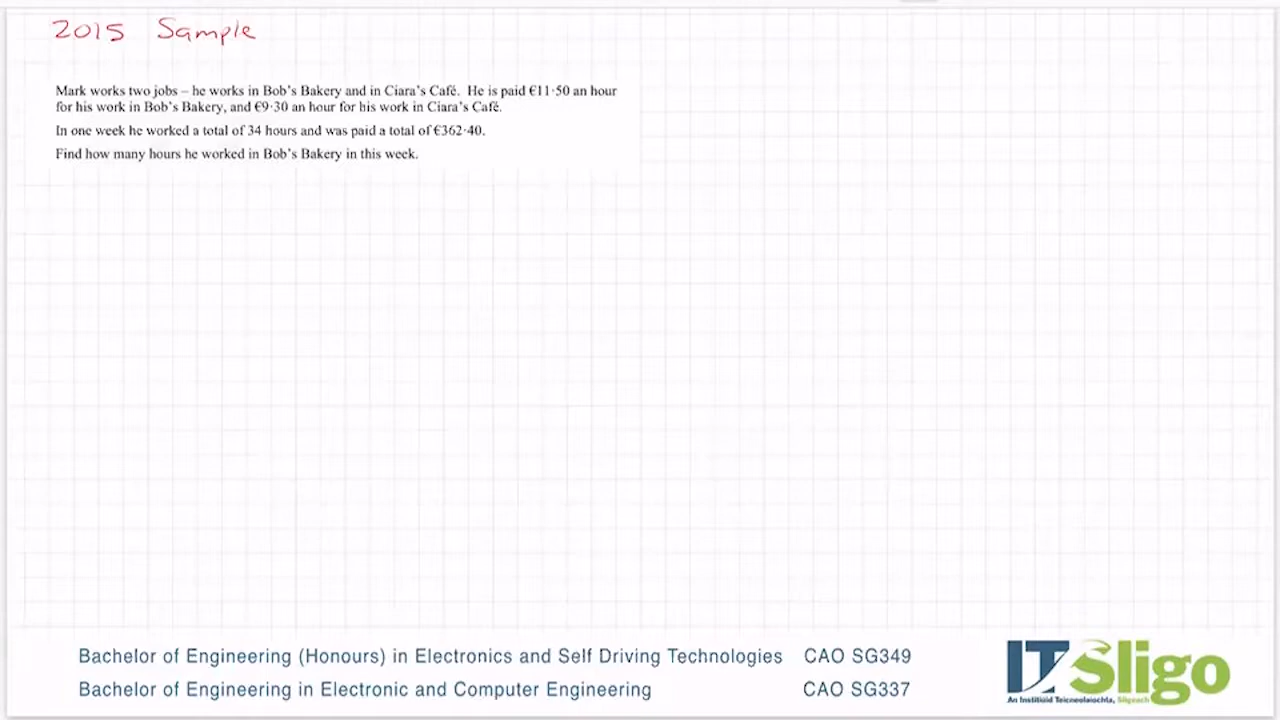 2015 Sample
Mark works two jobs – he works in Bob's Bakery and in Ciara's Café. He is paid €11·50 an hour
for his work in Bob's Bakery, and €9·30 an hour for his work in Ciara's Café.
In one week he worked a total of 34 hours and was paid a total of €362·40.
Find how many hours he worked in Bob's Bakery in this week.
Bachelor of Engineering (Honours) in Electronics and Self Driving Technologies CAO SG349
Bachelor of Engineering in Electronic and Computer Engineering CAO SG337
IT Sligo
An Institiúid Teicneolaíochta, Sligeach